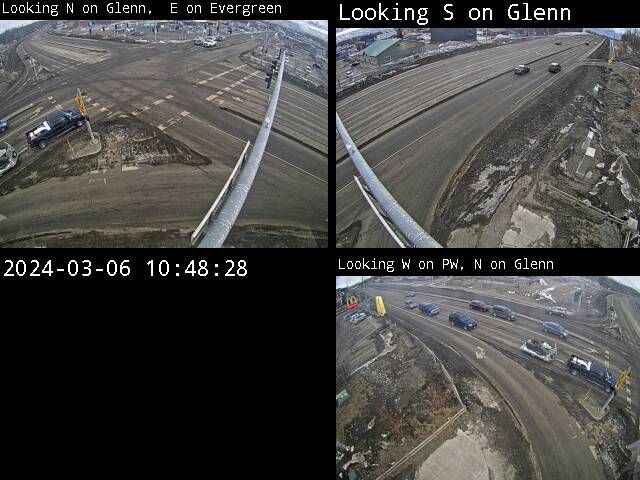 Looking N on Glenn,  E on Evergreen
Looking S on Glenn
2024-03-06 10:48:28
Looking W on PW, N on Glenn